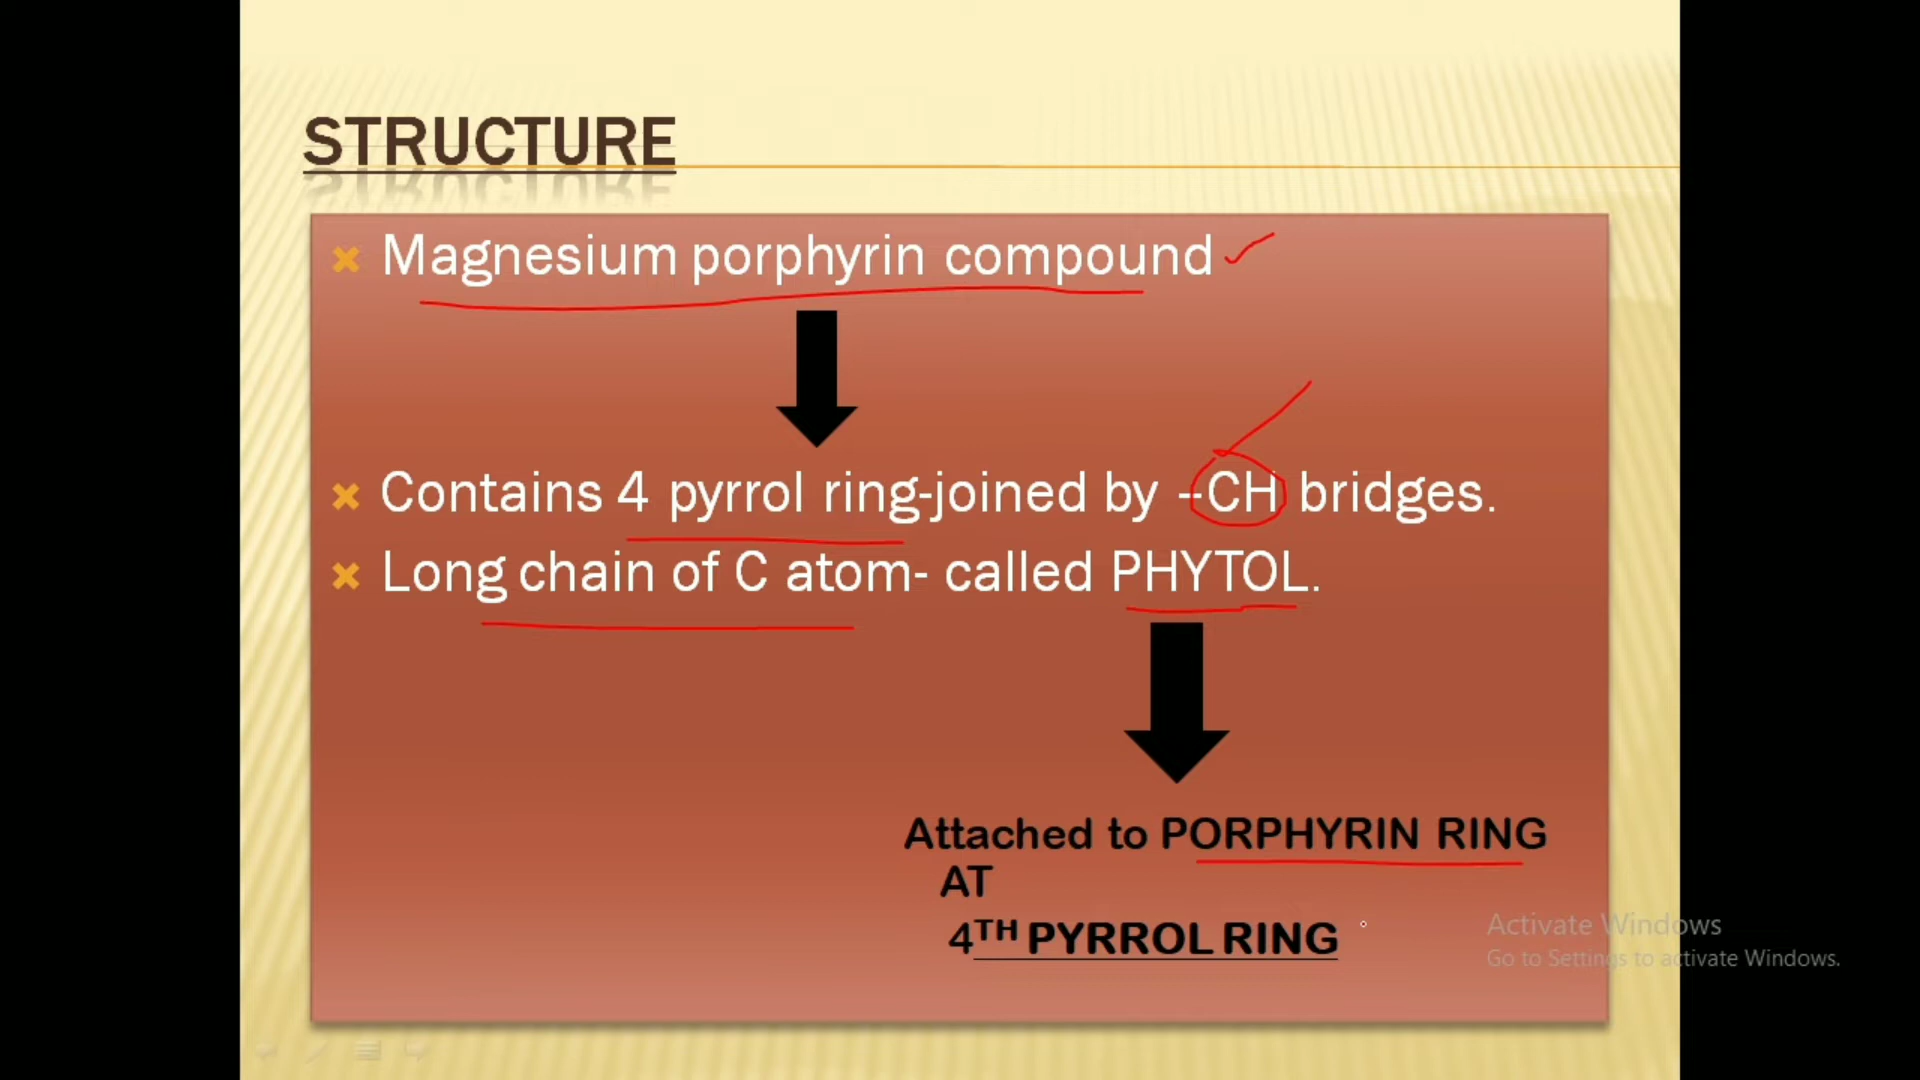 STRUCTURE
Magnesium porphyrin compound
Contains 4 pyrrol ring-joined by –CH bridges.
Long chain of C atom- called PHYTOL.
Attached to PORPHYRIN RING
AT
4TH PYRROL RING
Activate Windows
Go to Settings to activate Windows.